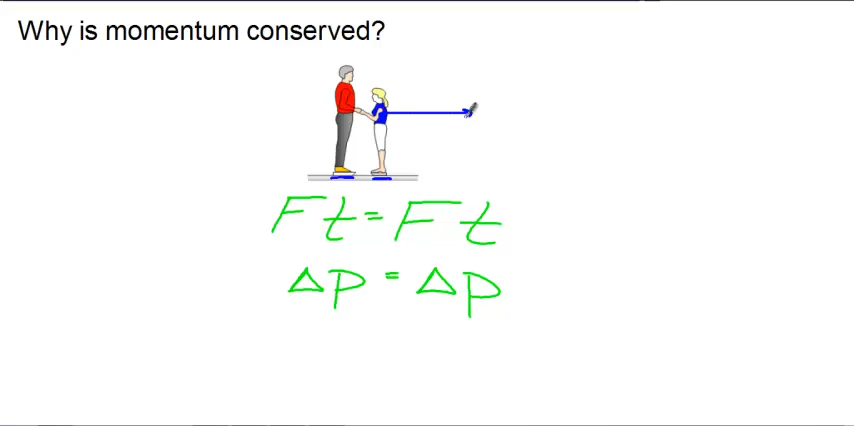 Why is momentum conserved?
Ft = Ft
Δp = Δp